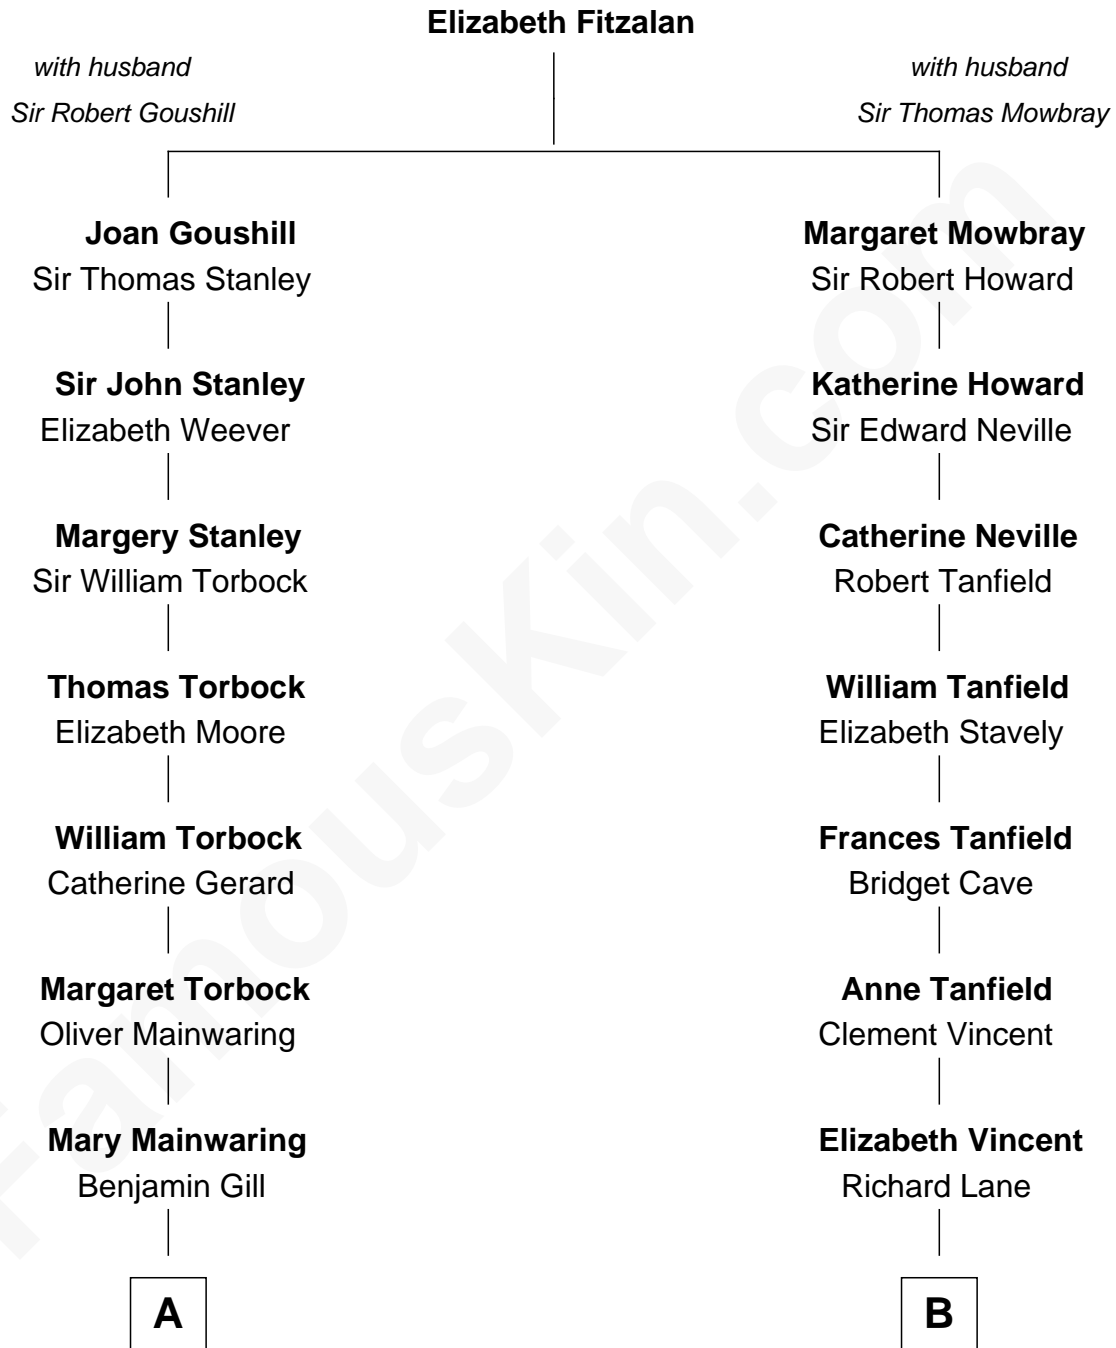 Elizabeth Fitzalan
with husband
Sir Robert Goushill
with husband
Sir Thomas Mowbray
Joan Goushill
Sir Thomas Stanley
Margaret Mowbray
Sir Robert Howard
Sir John Stanley
Elizabeth Weever
Katherine Howard
Sir Edward Neville
Margery Stanley
Sir William Torbock
Catherine Neville
Robert Tanfield
Thomas Torbock
Elizabeth Moore
William Tanfield
Elizabeth Stavely
William Torbock
Catherine Gerard
Frances Tanfield
Bridget Cave
Margaret Torbock
Oliver Mainwaring
Anne Tanfield
Clement Vincent
Mary Mainwaring
Benjamin Gill
Elizabeth Vincent
Richard Lane
A
B
FamousKin.com